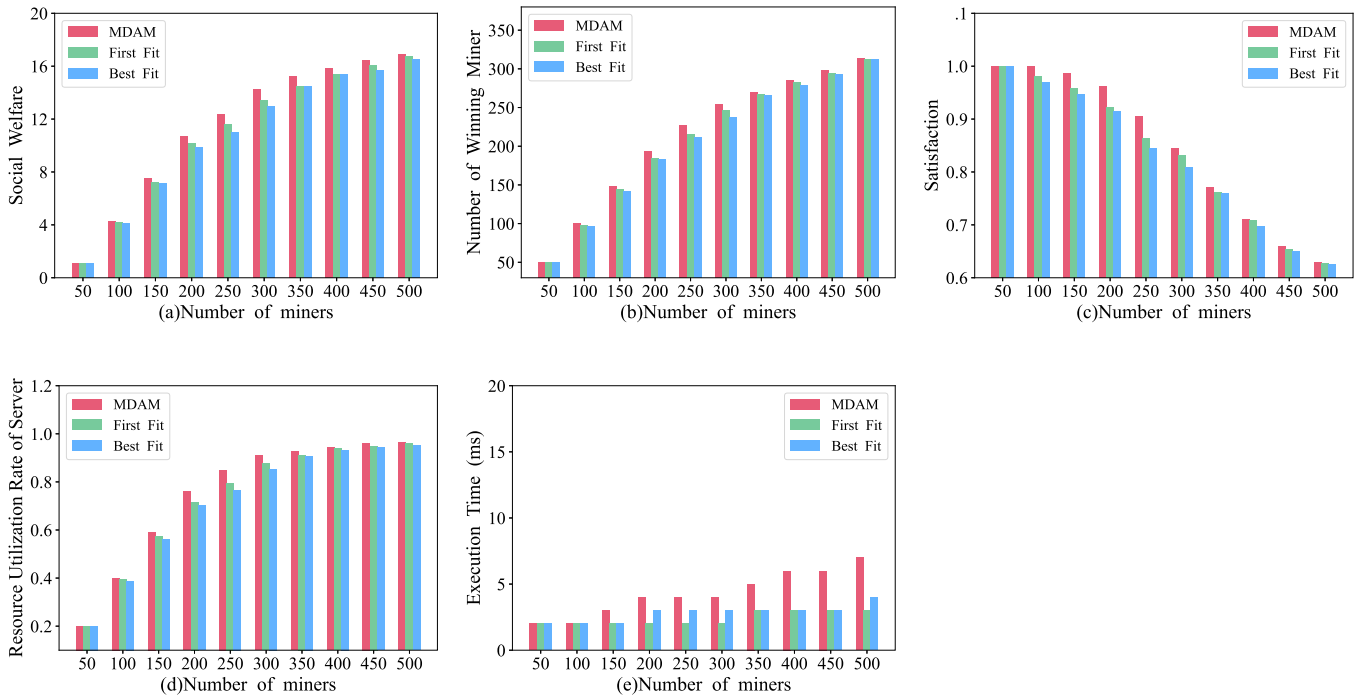 Social Welfare
20
16
12
8
4
0
MDAM
First Fit
Best Fit
50 100 150 200 250 300 350 400 450 500
(a)Number of miners
Number of Winning Miner
350
300
250
200
150
100
50
MDAM
First Fit
Best Fit
50 100 150 200 250 300 350 400 450 500
(b)Number of miners
Satisfaction
.1
1.0
0.9
0.8
0.7
0.6
MDAM
First Fit
Best Fit
50 100 150 200 250 300 350 400 450 500
(c)Number of miners
Resource Utilization Rate of Server
1.2
1.0
0.8
0.6
0.4
0.2
MDAM
First Fit
Best Fit
50 100 150 200 250 300 350 400 450 500
(d)Number of miners
Execution Time (ms)
20
15
10
5
0
MDAM
First Fit
Best Fit
50 100 150 200 250 300 350 400 450 500
(e)Number of miners